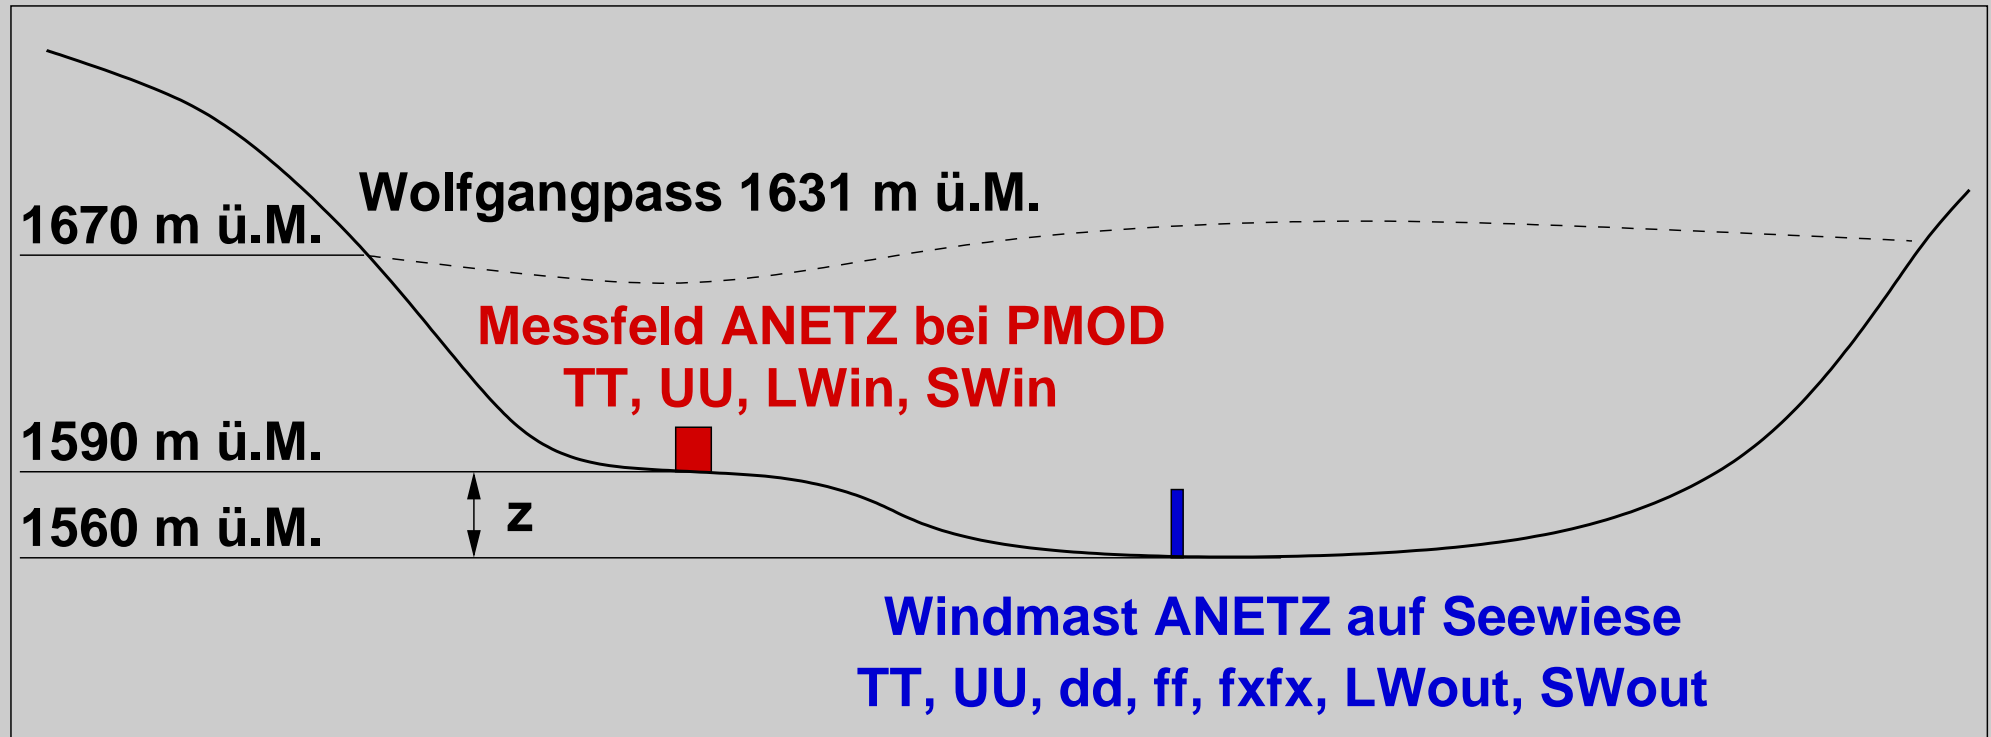 Wolfgangpass 1631 m ü.M.
1670 m ü.M.
Messfeld ANETZ bei PMOD
TT, UU, LWin, SWin
1590 m ü.M.
z
1560 m ü.M.
Windmast ANETZ auf Seewiese
TT, UU, dd, ff, fxfx, LWout, SWout